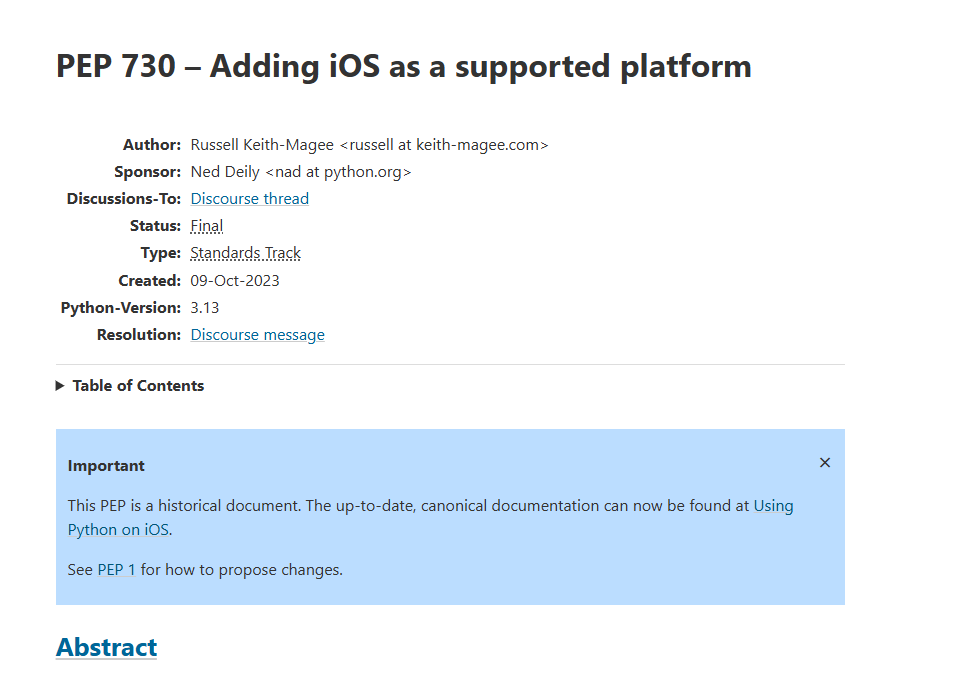 PEP 730 – Adding iOS as a supported platform
Author: Russell Keith-Magee <russell at keith-magee.com>
Sponsor: Ned Deily <nad at python.org>
Discussions-To: Discourse thread
Status: Final
Type: Standards Track
Created: 09-Oct-2023
Python-Version: 3.13
Resolution: Discourse message
Table of Contents
Important
This PEP is a historical document. The up-to-date, canonical documentation can now be found at Using
Python on iOS.
See PEP 1 for how to propose changes.
Abstract